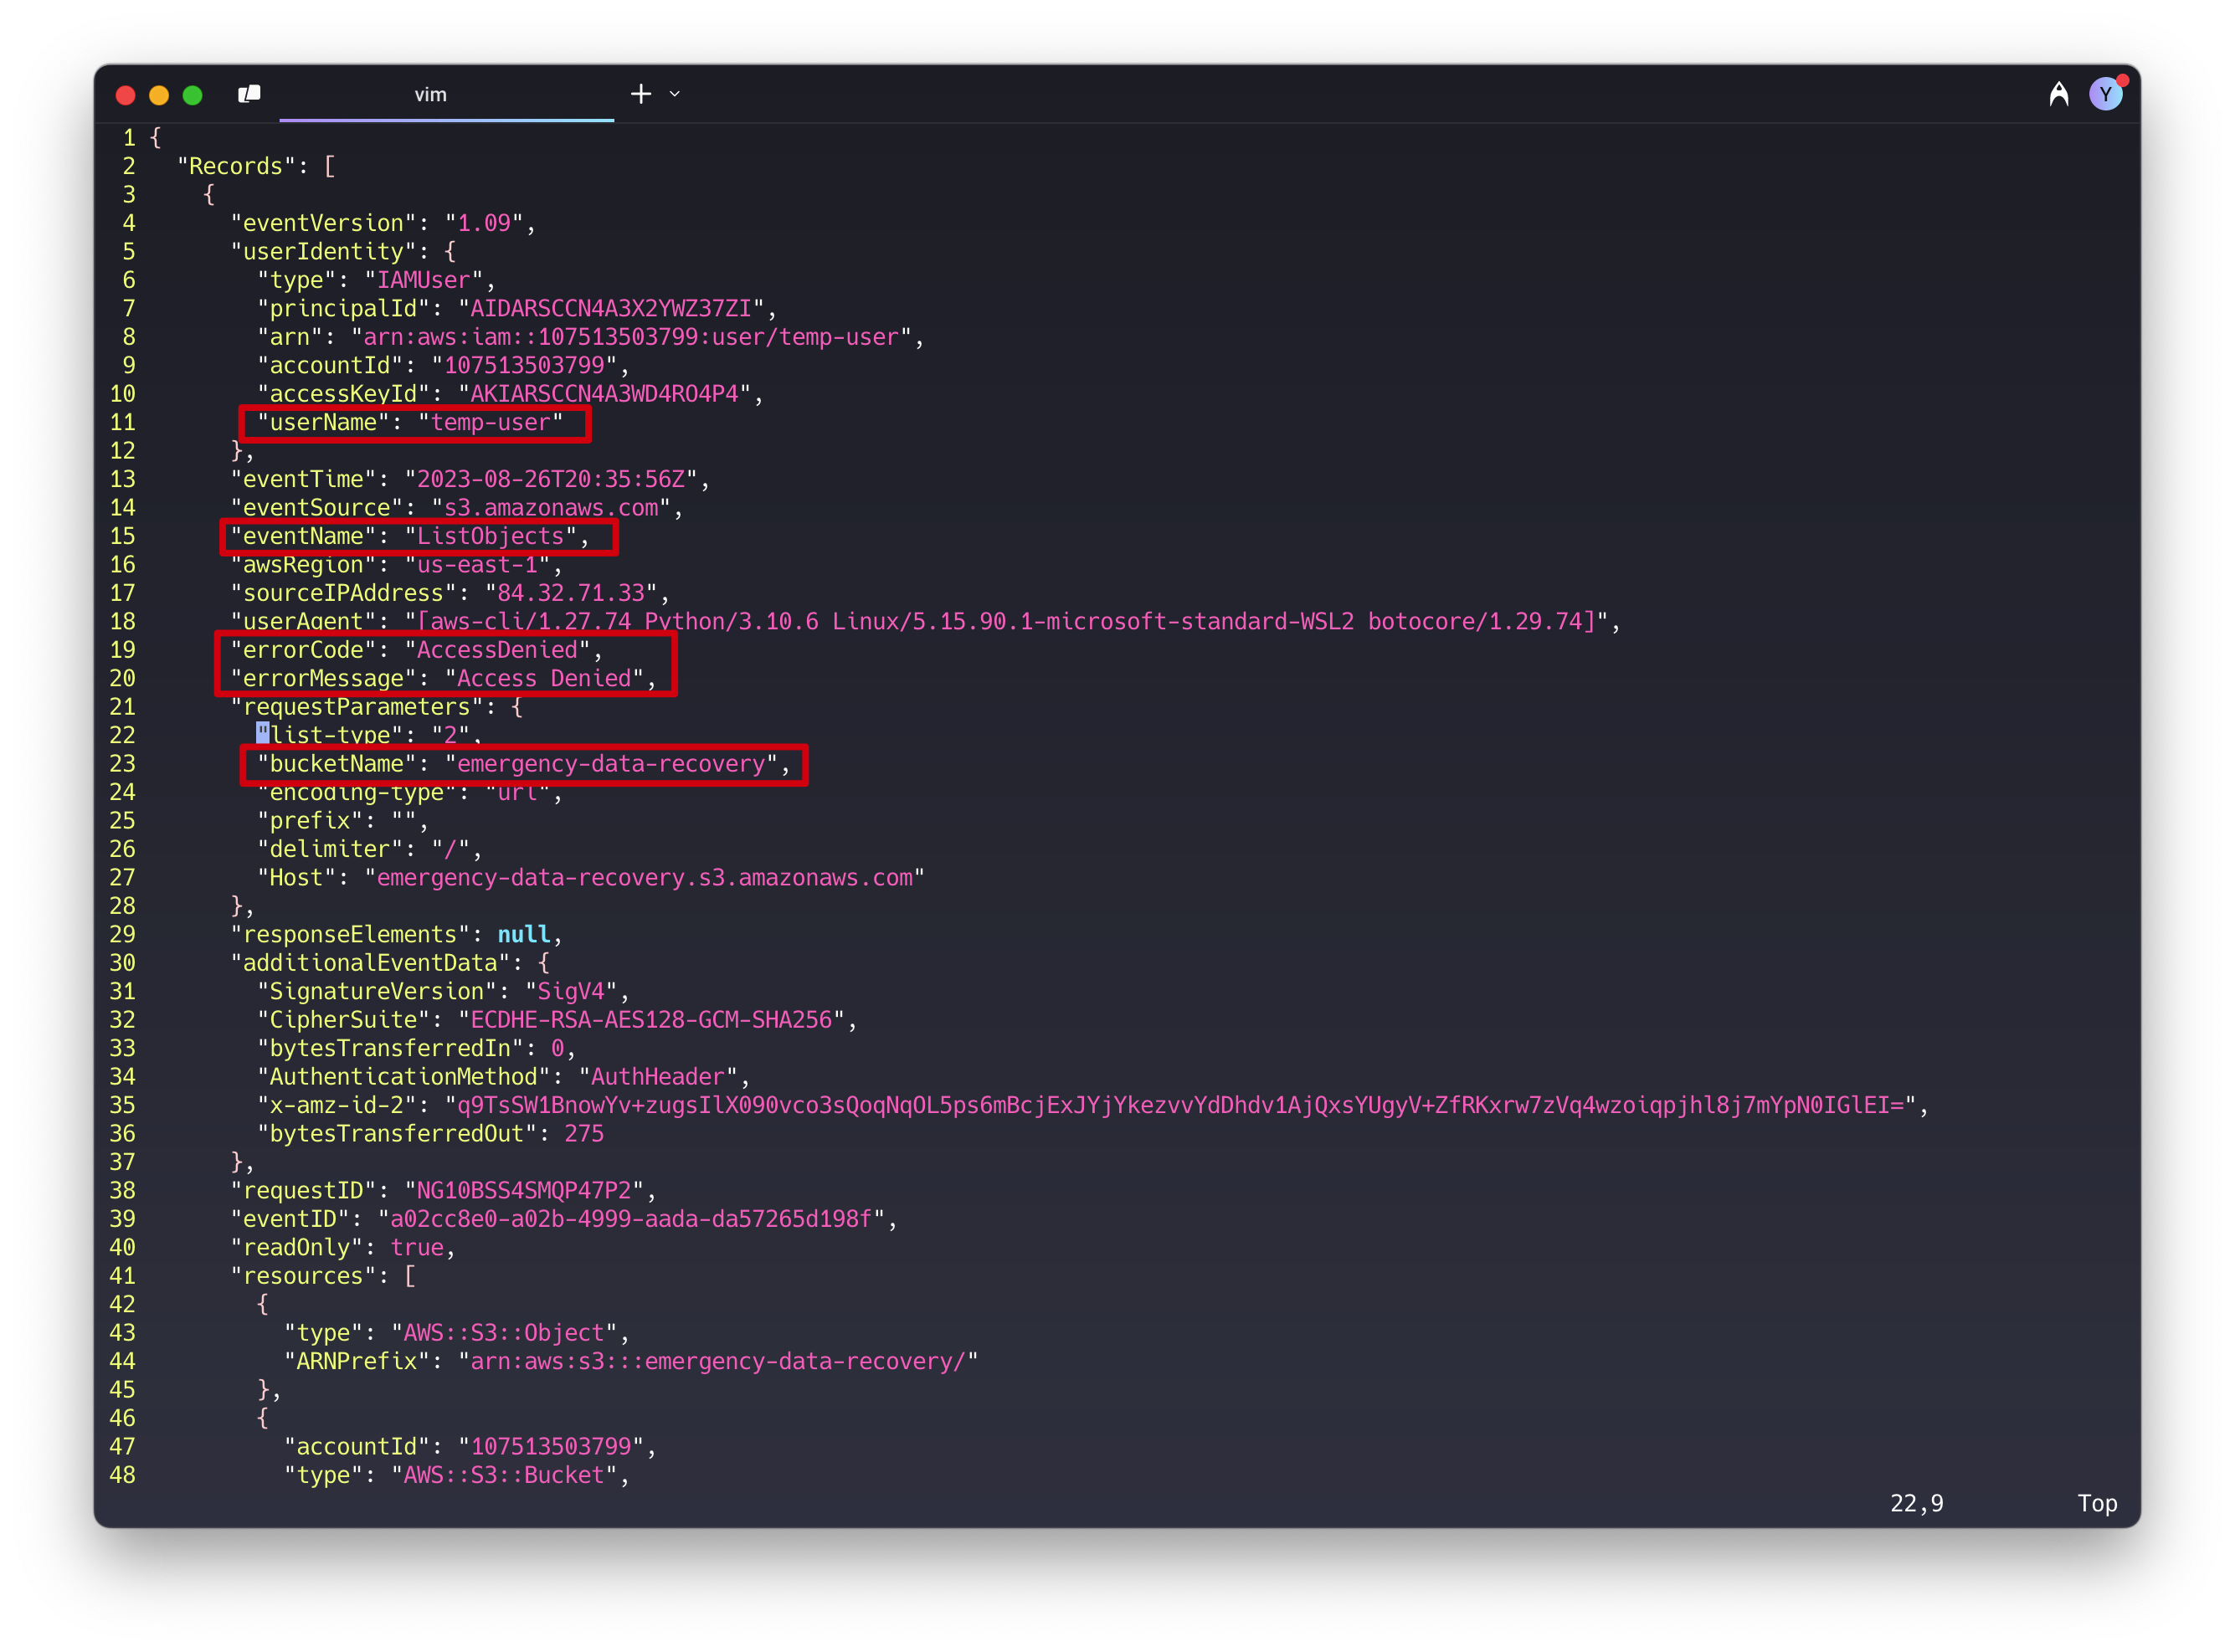 vim
Y
1 {
2   "Records": [
3     {
4       "eventVersion": "1.09",
5       "userIdentity": {
6         "type": "IAMUser",
7         "principalId": "AIDARSCCN4A3X2YWZ37ZI",
8         "arn": "arn:aws:iam::107513503799:user/temp-user",
9         "accountId": "107513503799",
10         "accessKeyId": "AKIARSCCN4A3WD4RO4P4",
11         "userName": "temp-user"
12       },
13       "eventTime": "2023-08-26T20:35:56Z",
14       "eventSource": "s3.amazonaws.com",
15       "eventName": "ListObjects",
16       "awsRegion": "us-east-1",
17       "sourceIPAddress": "84.32.71.33",
18       "userAgent": "[aws-cli/1.27.74 Python/3.10.6 Linux/5.15.90.1-microsoft-standard-WSL2 botocore/1.29.74]",
19       "errorCode": "AccessDenied",
20       "errorMessage": "Access Denied",
21       "requestParameters": {
22         "list-type": "2",
23         "bucketName": "emergency-data-recovery",
24         "encoding-type": "url",
25         "prefix": "",
26         "delimiter": "/",
27         "Host": "emergency-data-recovery.s3.amazonaws.com"
28       },
29       "responseElements": null,
30       "additionalEventData": {
31         "SignatureVersion": "SigV4",
32         "CipherSuite": "ECDHE-RSA-AES128-GCM-SHA256",
33         "bytesTransferredIn": 0,
34         "AuthenticationMethod": "AuthHeader",
35         "x-amz-id-2": "q9TsSW1BnowYv+zugsIlX090vco3sQoqNqOL5ps6mBcjExJYjYkezvvYdDhdv1AjQxsYUgyV+ZfRKxrw7zVq4wzoiqpjhl8j7mYpN0IGlEI=",
36         "bytesTransferredOut": 275
37       },
38       "requestID": "NG10BSS4SMQP47P2",
39       "eventID": "a02cc8e0-a02b-4999-aada-da57265d198f",
40       "readOnly": true,
41       "resources": [
42         {
43           "type": "AWS::S3::Object",
44           "ARNPrefix": "arn:aws:s3:::emergency-data-recovery/"
45         },
46         {
47           "accountId": "107513503799",
48           "type": "AWS::S3::Bucket",
22,9 Top